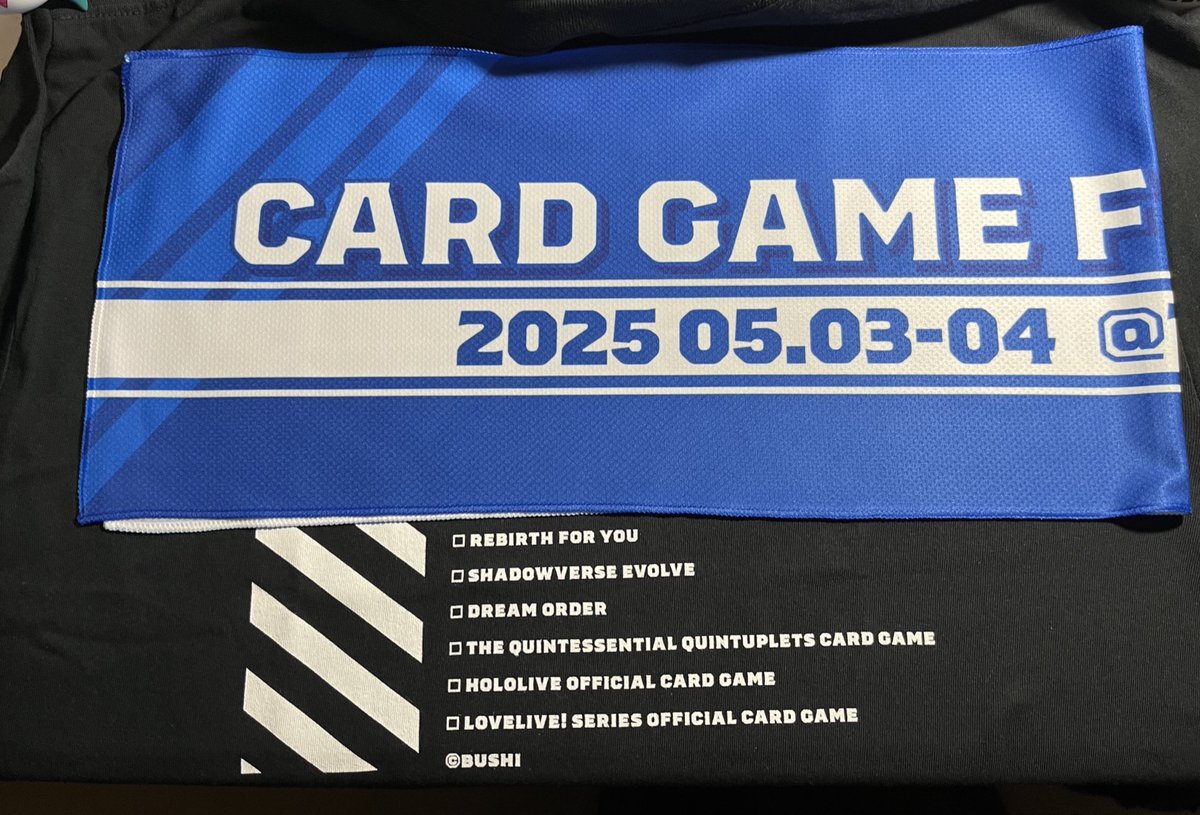 CARD GAME F
2025 05.03-04 @
□ REBIRTH FOR YOU
□ SHADOWVERSE EVOLVE
□ DREAM ORDER
□ THE QUINTESSENTIAL QUINTUPLETS CARD GAME
□ HOLOLIVE OFFICIAL CARD GAME
□ LOVELIVE! SERIES OFFICIAL CARD GAME
©BUSHI